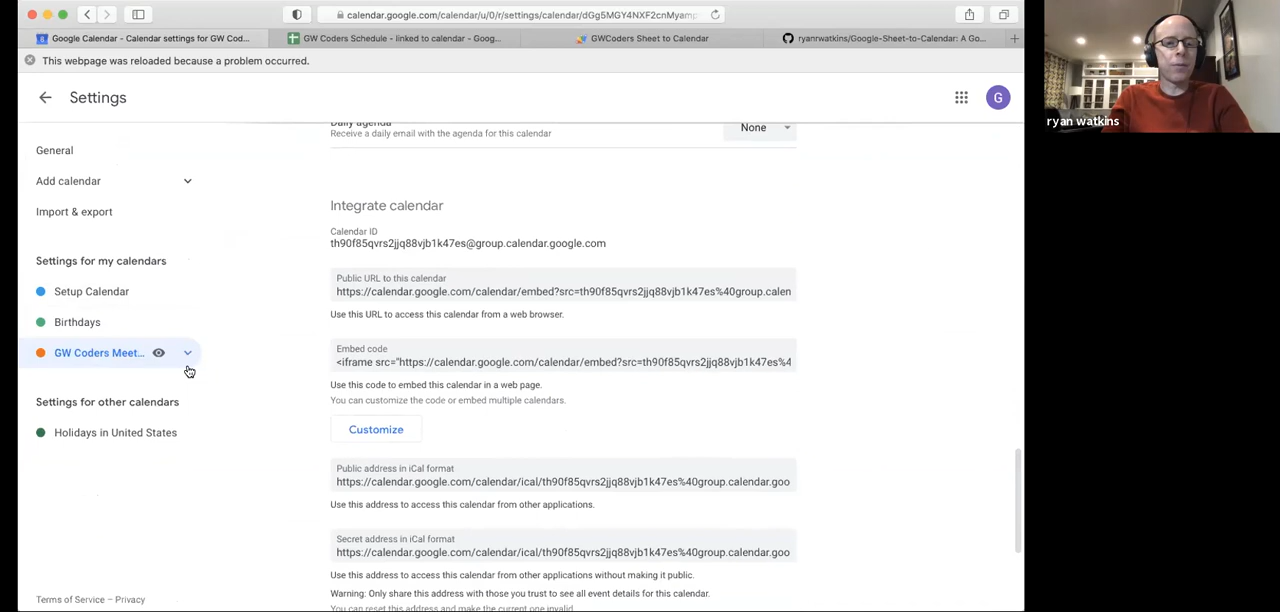 calendar.google.com/calendar/u/0/r/settings/calendar/dGg5MGY4NXF2cnMyamp
Google Calendar - Calendar settings for GW Cod...
GW Coders Schedule - linked to calendar - Goog...
GWCoders Sheet to Calendar
ryanrwatkins/Google-Sheet-to-Calendar: A Go...
This webpage was reloaded because a problem occurred.
Settings
G
ryan watkins
General
Add calendar
Import & export
Settings for my calendars
Setup Calendar
Birthdays
GW Coders Meet...
Settings for other calendars
Holidays in United States
Terms of Service – Privacy
Daily agenda
Receive a daily email with the agenda for this calendar
None
Integrate calendar
Calendar ID
th90f85qvrs2jjq88vjb1k47es@group.calendar.google.com
Public URL to this calendar
https://calendar.google.com/calendar/embed?src=th90f85qvrs2jjq88vjb1k47es%40group.calen
Use this URL to access this calendar from a web browser.
Embed code
<iframe src="https://calendar.google.com/calendar/embed?src=th90f85qvrs2jjq88vjb1k47es%4
Use this code to embed this calendar in a web page.
You can customize the code or embed multiple calendars.
Customize
Public address in iCal format
https://calendar.google.com/calendar/ical/th90f85qvrs2jjq88vjb1k47es%40group.calendar.goo
Use this address to access this calendar from other applications.
Secret address in iCal format
https://calendar.google.com/calendar/ical/th90f85qvrs2jjq88vjb1k47es%40group.calendar.goo
Use this address to access this calendar from other applications without making it public.
Warning: Only share this address with those you trust to see all event details for this calendar.
You can reset this address and make the current one invalid.